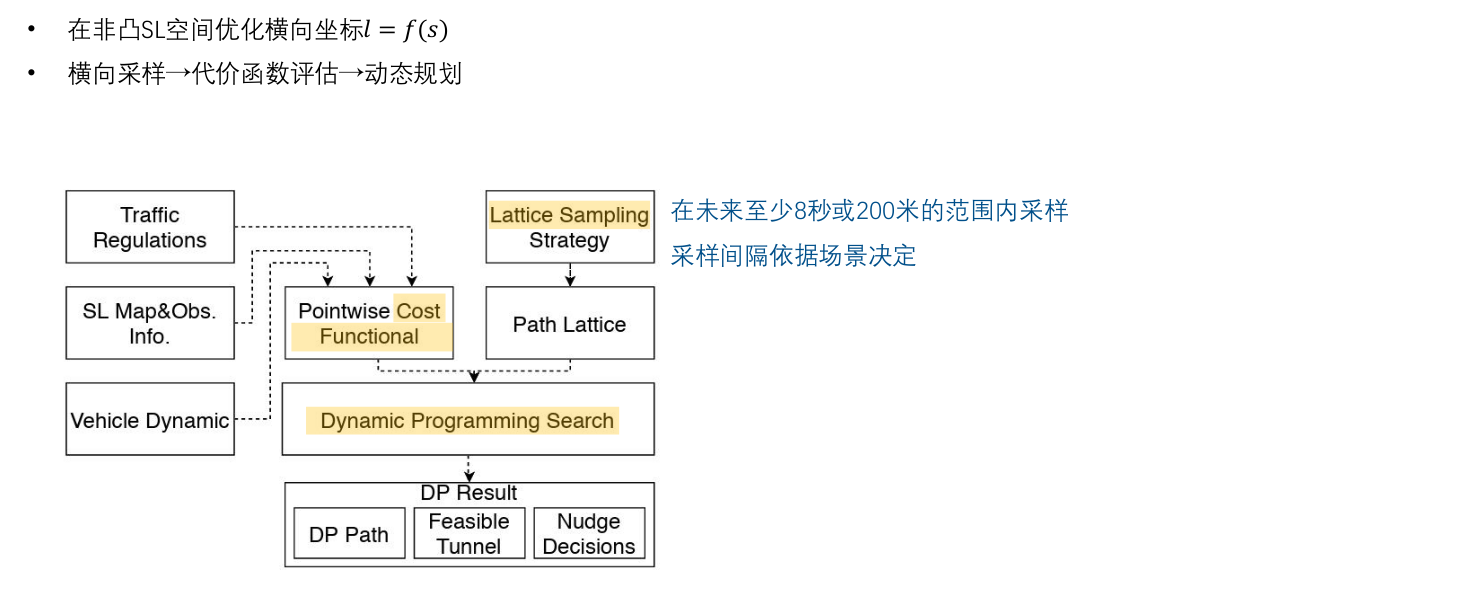 • 在非凸SL空间优化横向坐标l = f(s)
• 横向采样→代价函数评估→动态规划
Traffic
Regulations
Lattice Sampling
Strategy
在未来至少8秒或200米的范围内采样
采样间隔依据场景决定
SL Map&Obs.
Info.
Pointwise Cost
Functional
Path Lattice
Vehicle Dynamic
Dynamic Programming Search
DP Result
DP Path
Feasible
Tunnel
Nudge
Decisions